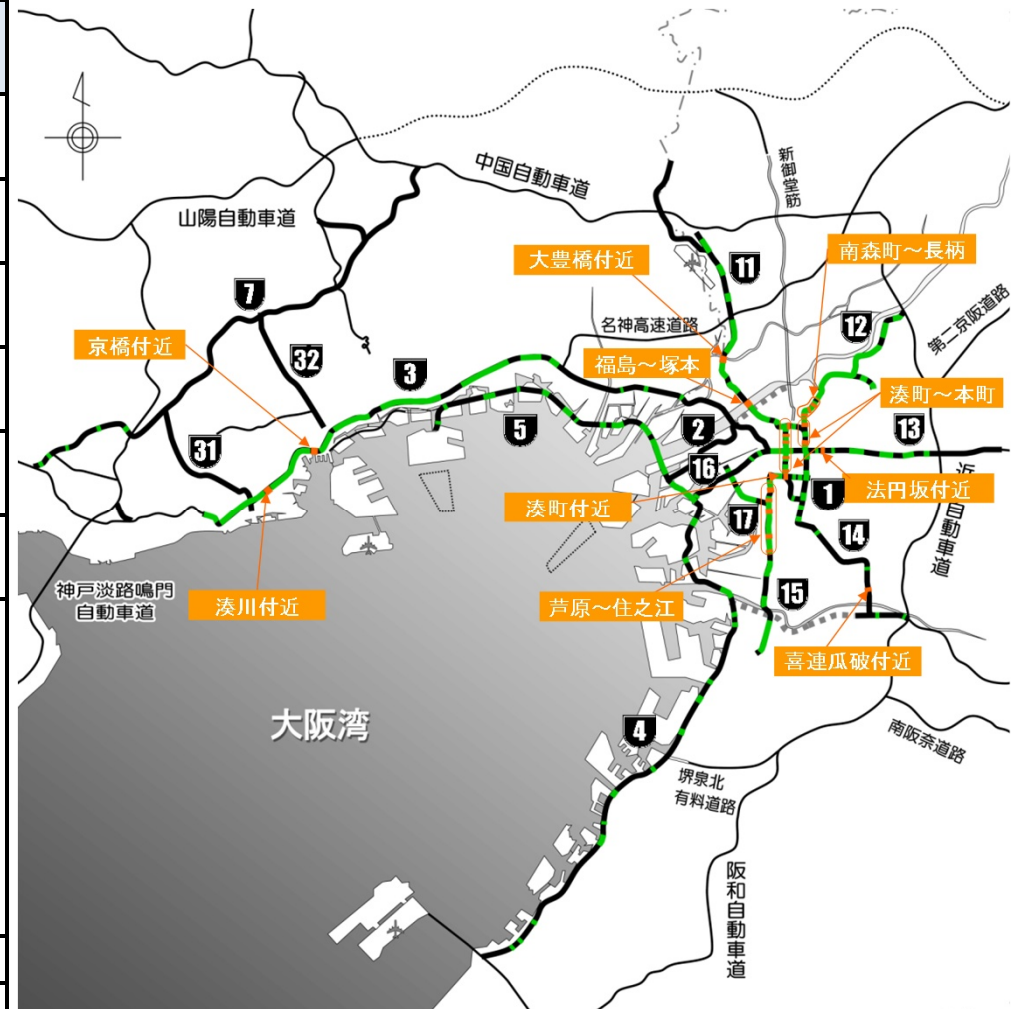 中国自動車道
新御堂筋
山陽自動車道
大豊橋付近
南森町～長柄
11
7
名神高速道路
12
第二京阪道路
京橋付近
32
3
福島～塚本
湊町～本町
5
2
13
31
16
1
法円坂付近
湊町付近
17
14
近
自動車道
神戸淡路鳴門
自動車道
湊川付近
芦原～住之江
15
喜連瓜破付近
大阪湾
4
南阪奈道路
堺泉北
有料道路
阪和自動車道